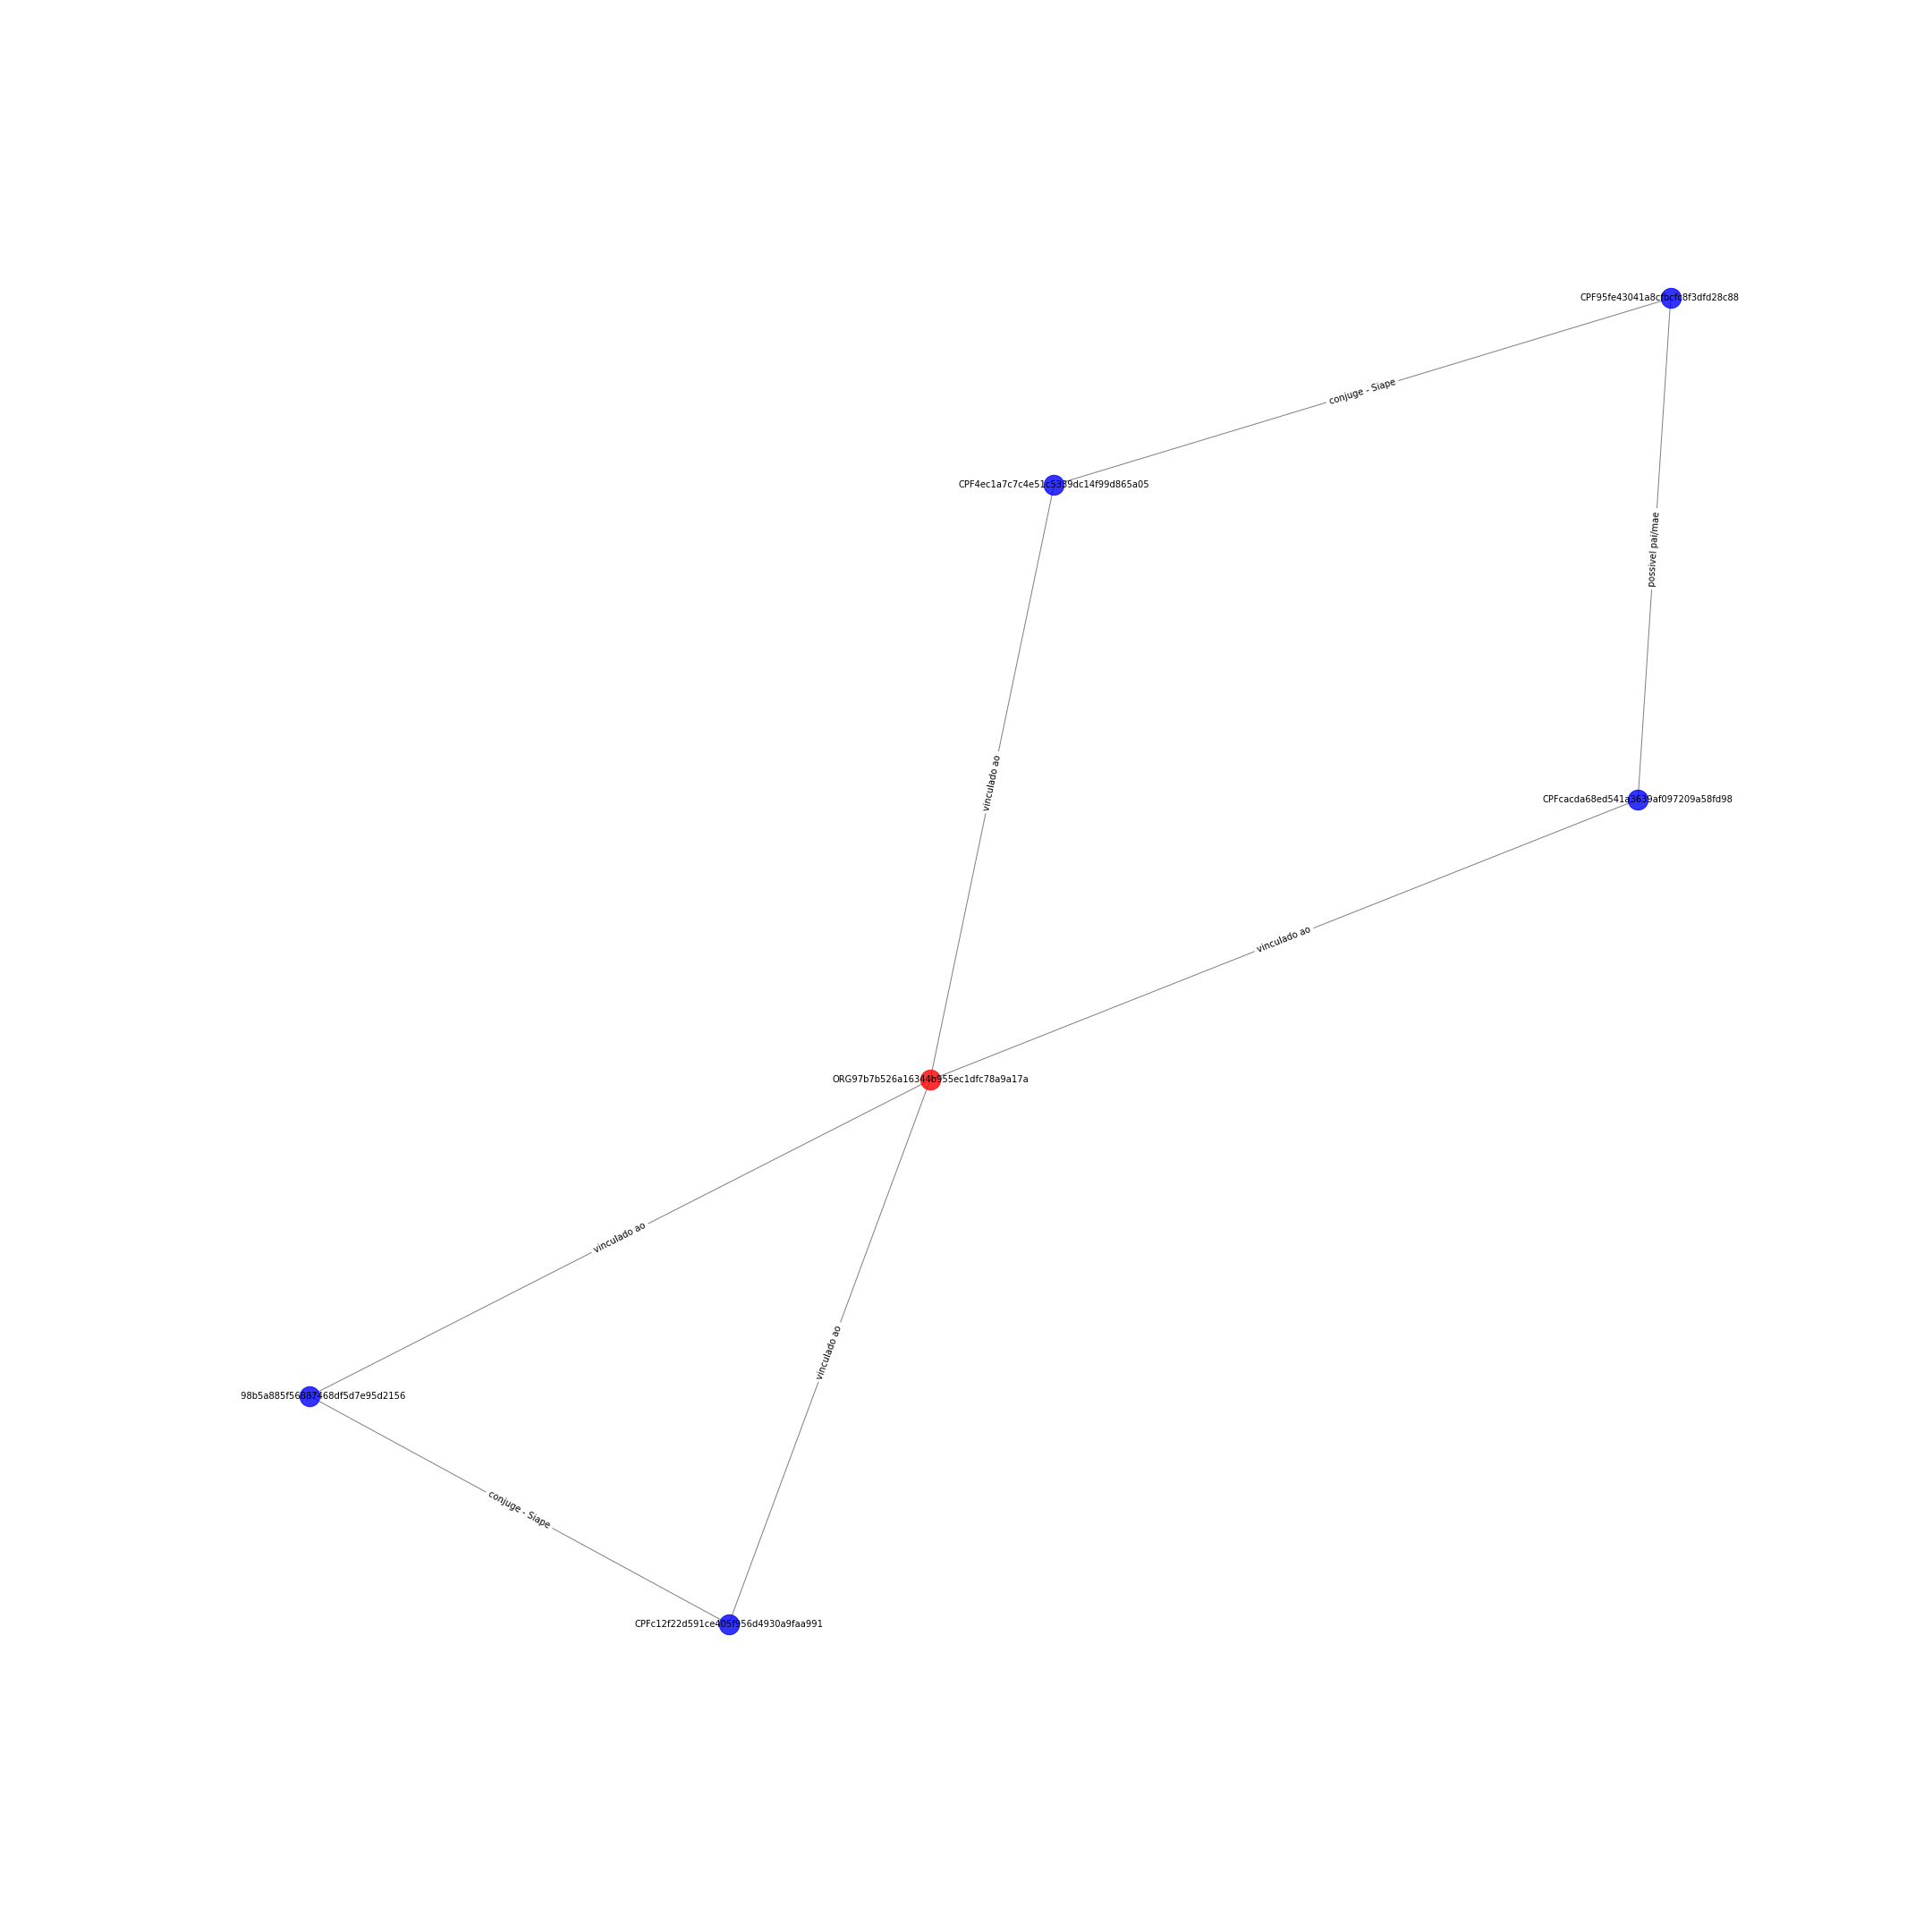 CPF95fe43041a8cfbcfc8f3dfd28c88
conjuge - Siape
CPF4ec1a7c7c4e51c5339dc14f99d865a05
possivel pai/mae
vinculado ao
CPFcacda68ed541a3639af097209a58fd98
vinculado ao
ORG97b7b526a16344b955ec1dfc78a9a17a
vinculado ao
vinculado ao
98b5a885f56887468df5d7e95d2156
conjuge - Siape
CPFc12f22d591ce405f956d4930a9faa991